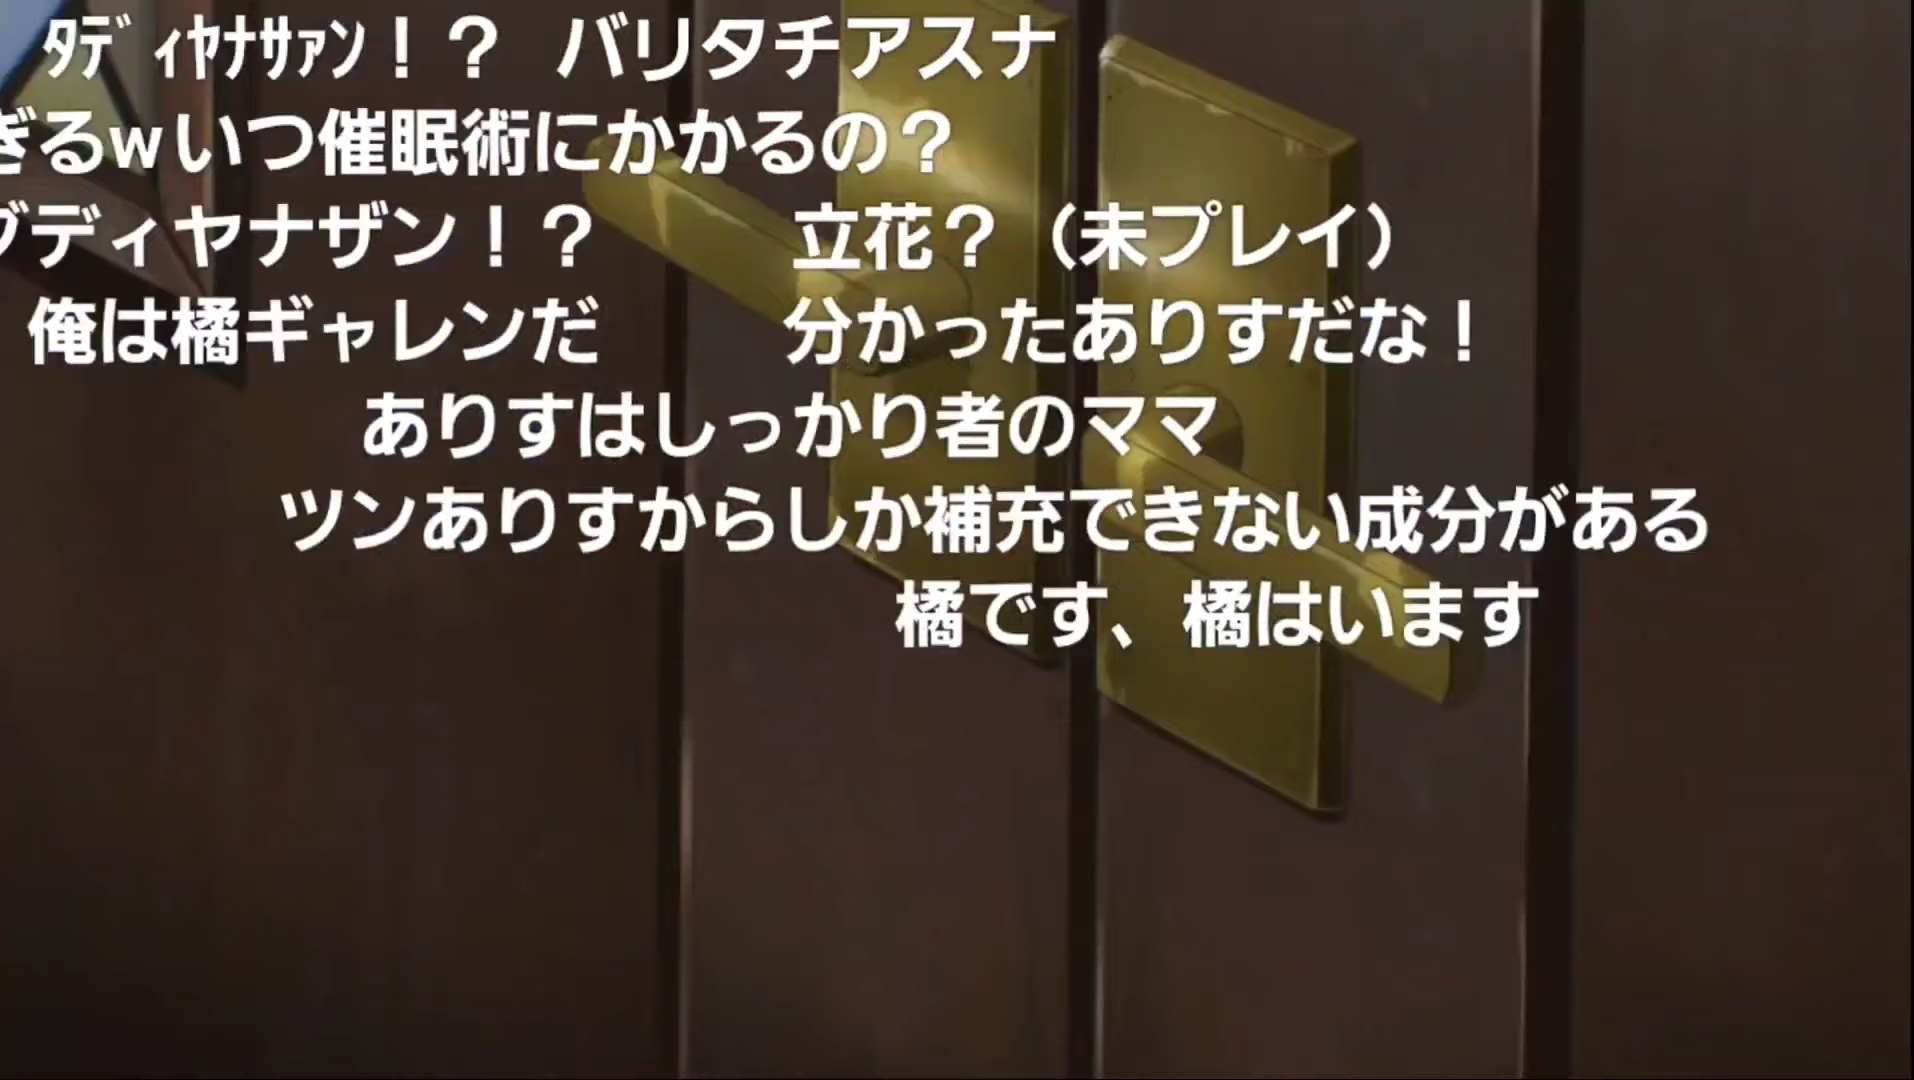 ﾀﾃﾞｨﾔﾅｻｧﾝ！？ バリタチアスナ
ぎるwいつ催眠術にかかるの？
ディヤナザン！？ 立花？（未プレイ）
俺は橘ギャレンだ 分かったありすだな！
ありすはしっかり者のママ
ツンありすからしか補充できない成分がある
橘です、橘はいます